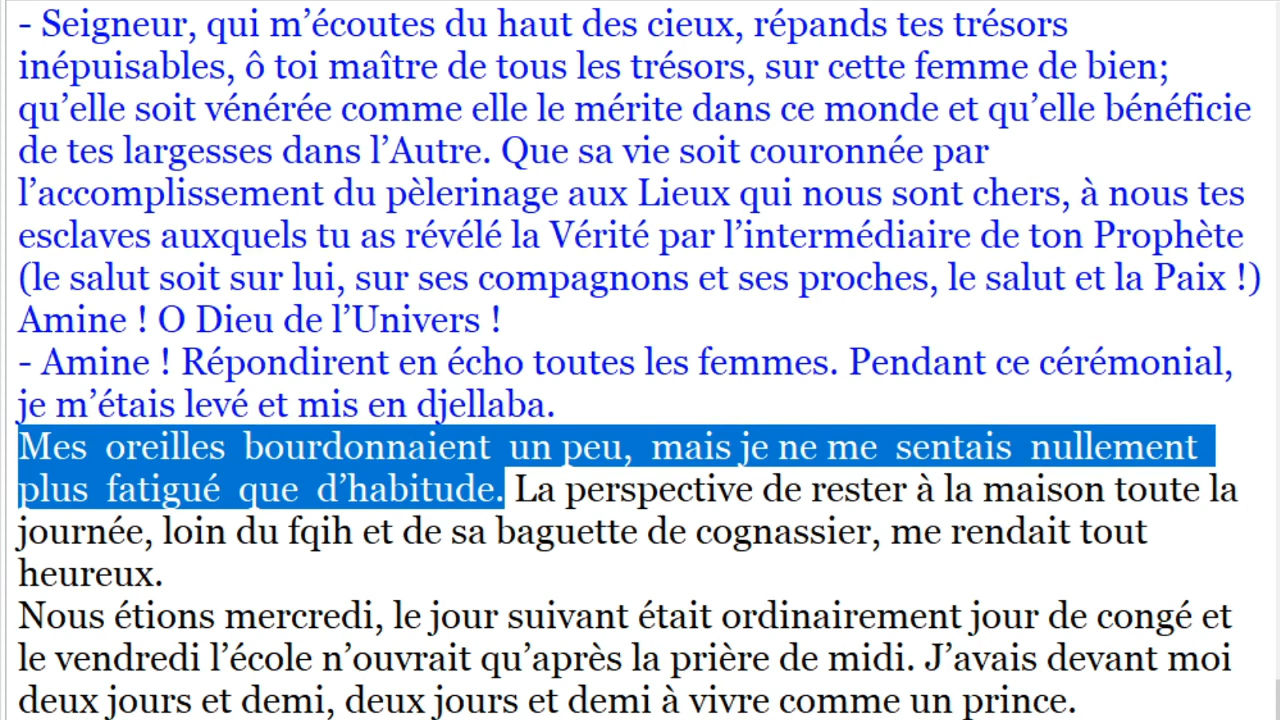 - Seigneur, qui m’écoutes du haut des cieux, répands tes trésors
inépuisables, ô toi maître de tous les trésors, sur cette femme de bien;
qu’elle soit vénérée comme elle le mérite dans ce monde et qu’elle bénéficie
de tes largesses dans l’Autre. Que sa vie soit couronnée par
l’accomplissement du pèlerinage aux Lieux qui nous sont chers, à nous tes
esclaves auxquels tu as révélé la Vérité par l’intermédiaire de ton Prophète
(le salut soit sur lui, sur ses compagnons et ses proches, le salut et la Paix !)
Amine ! O Dieu de l’Univers !
- Amine ! Répondirent en écho toutes les femmes. Pendant ce cérémonial,
je m’étais levé et mis en djellaba.
Mes oreilles bourdonnaient un peu, mais je ne me sentais nullement
plus fatigué que d’habitude. La perspective de rester à la maison toute la
journée, loin du fqih et de sa baguette de cognassier, me rendait tout
heureux.
Nous étions mercredi, le jour suivant était ordinairement jour de congé et
le vendredi l’école n’ouvrait qu’après la prière de midi. J’avais devant moi
deux jours et demi, deux jours et demi à vivre comme un prince.